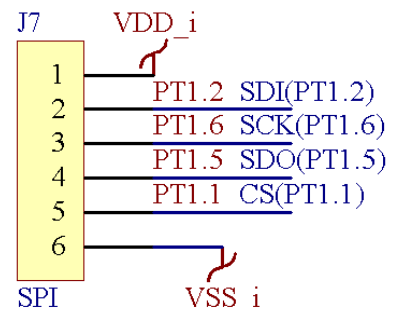 J7 VDD_i
1
PT1.2 SDI(PT1.2)
2
PT1.6 SCK(PT1.6)
3
PT1.5 SDO(PT1.5)
4
PT1.1 CS(PT1.1)
5
6
SPI VSS i